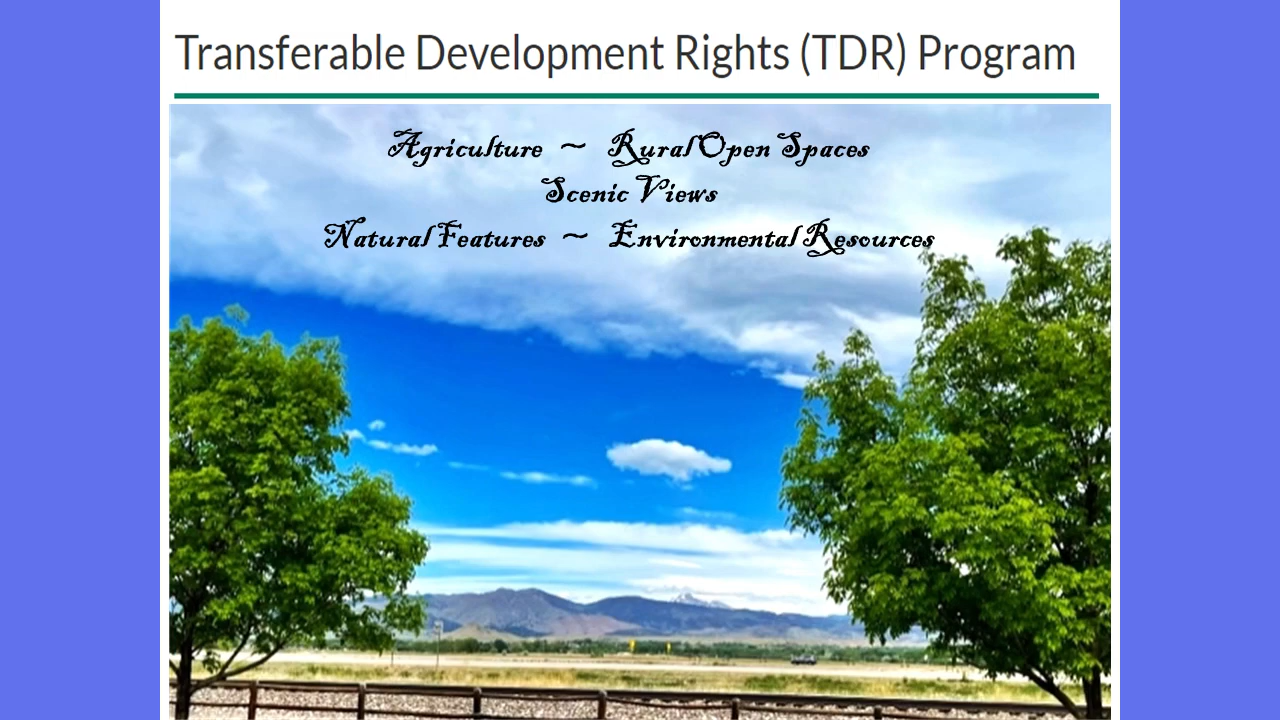 Transferable Development Rights (TDR) Program
Agriculture ~ Rural Open Spaces
Scenic Views
Natural Features ~ Environmental Resources